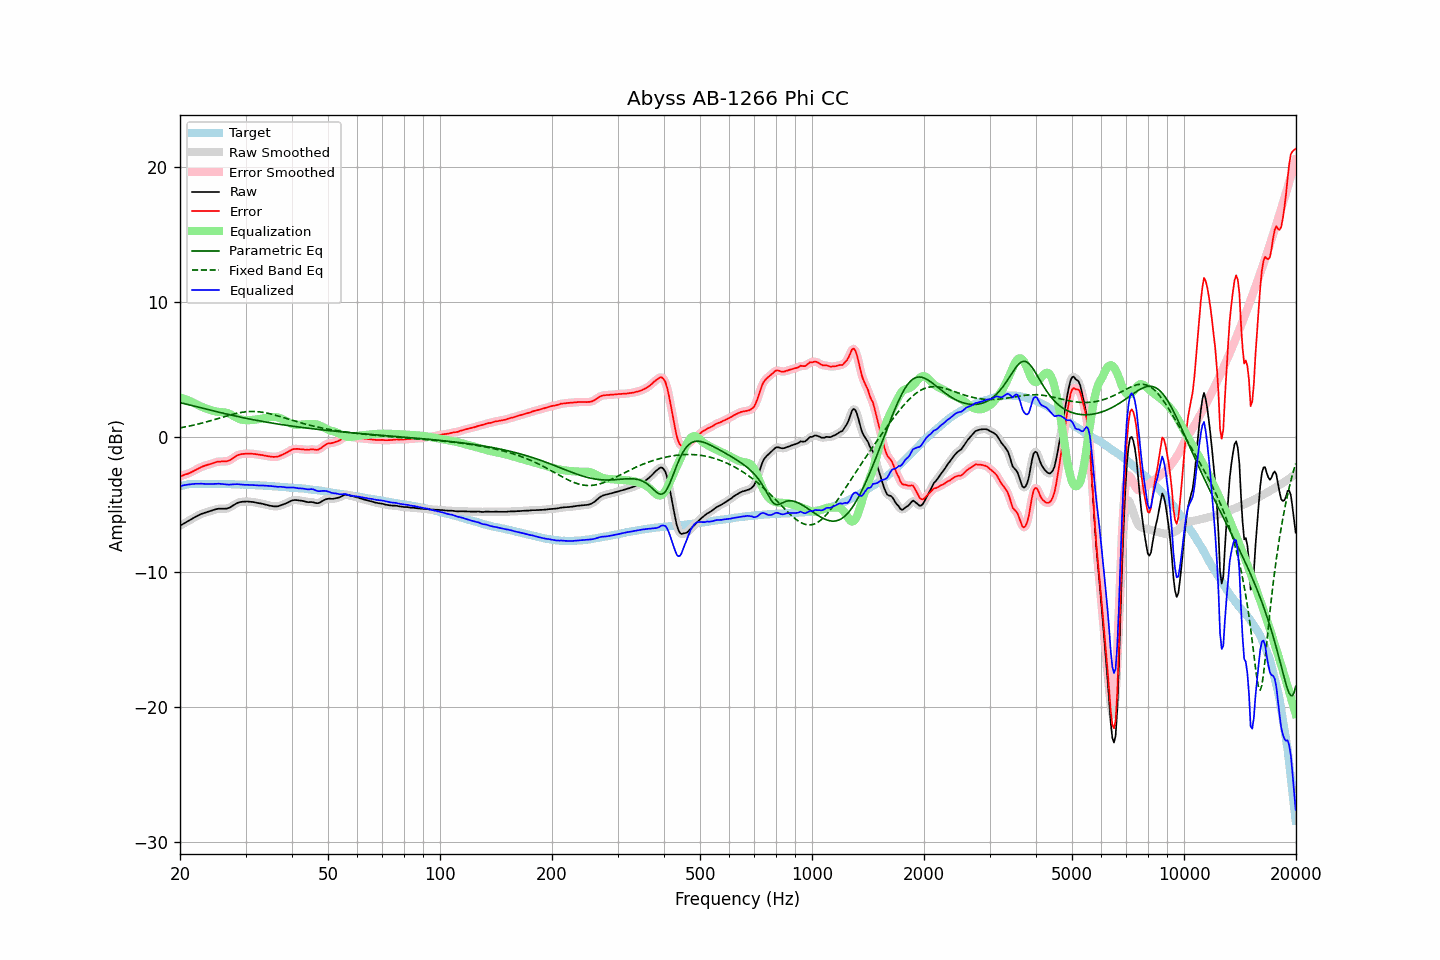 Abyss AB-1266 Phi CC
Target
Raw Smoothed
Error Smoothed
Raw
Error
Equalization
Parametric Eq
Fixed Band Eq
Equalized
Amplitude (dBr)
20
10
0
−10
−20
−30
20
50
100
200
500
1000
2000
5000
10000
20000
Frequency (Hz)